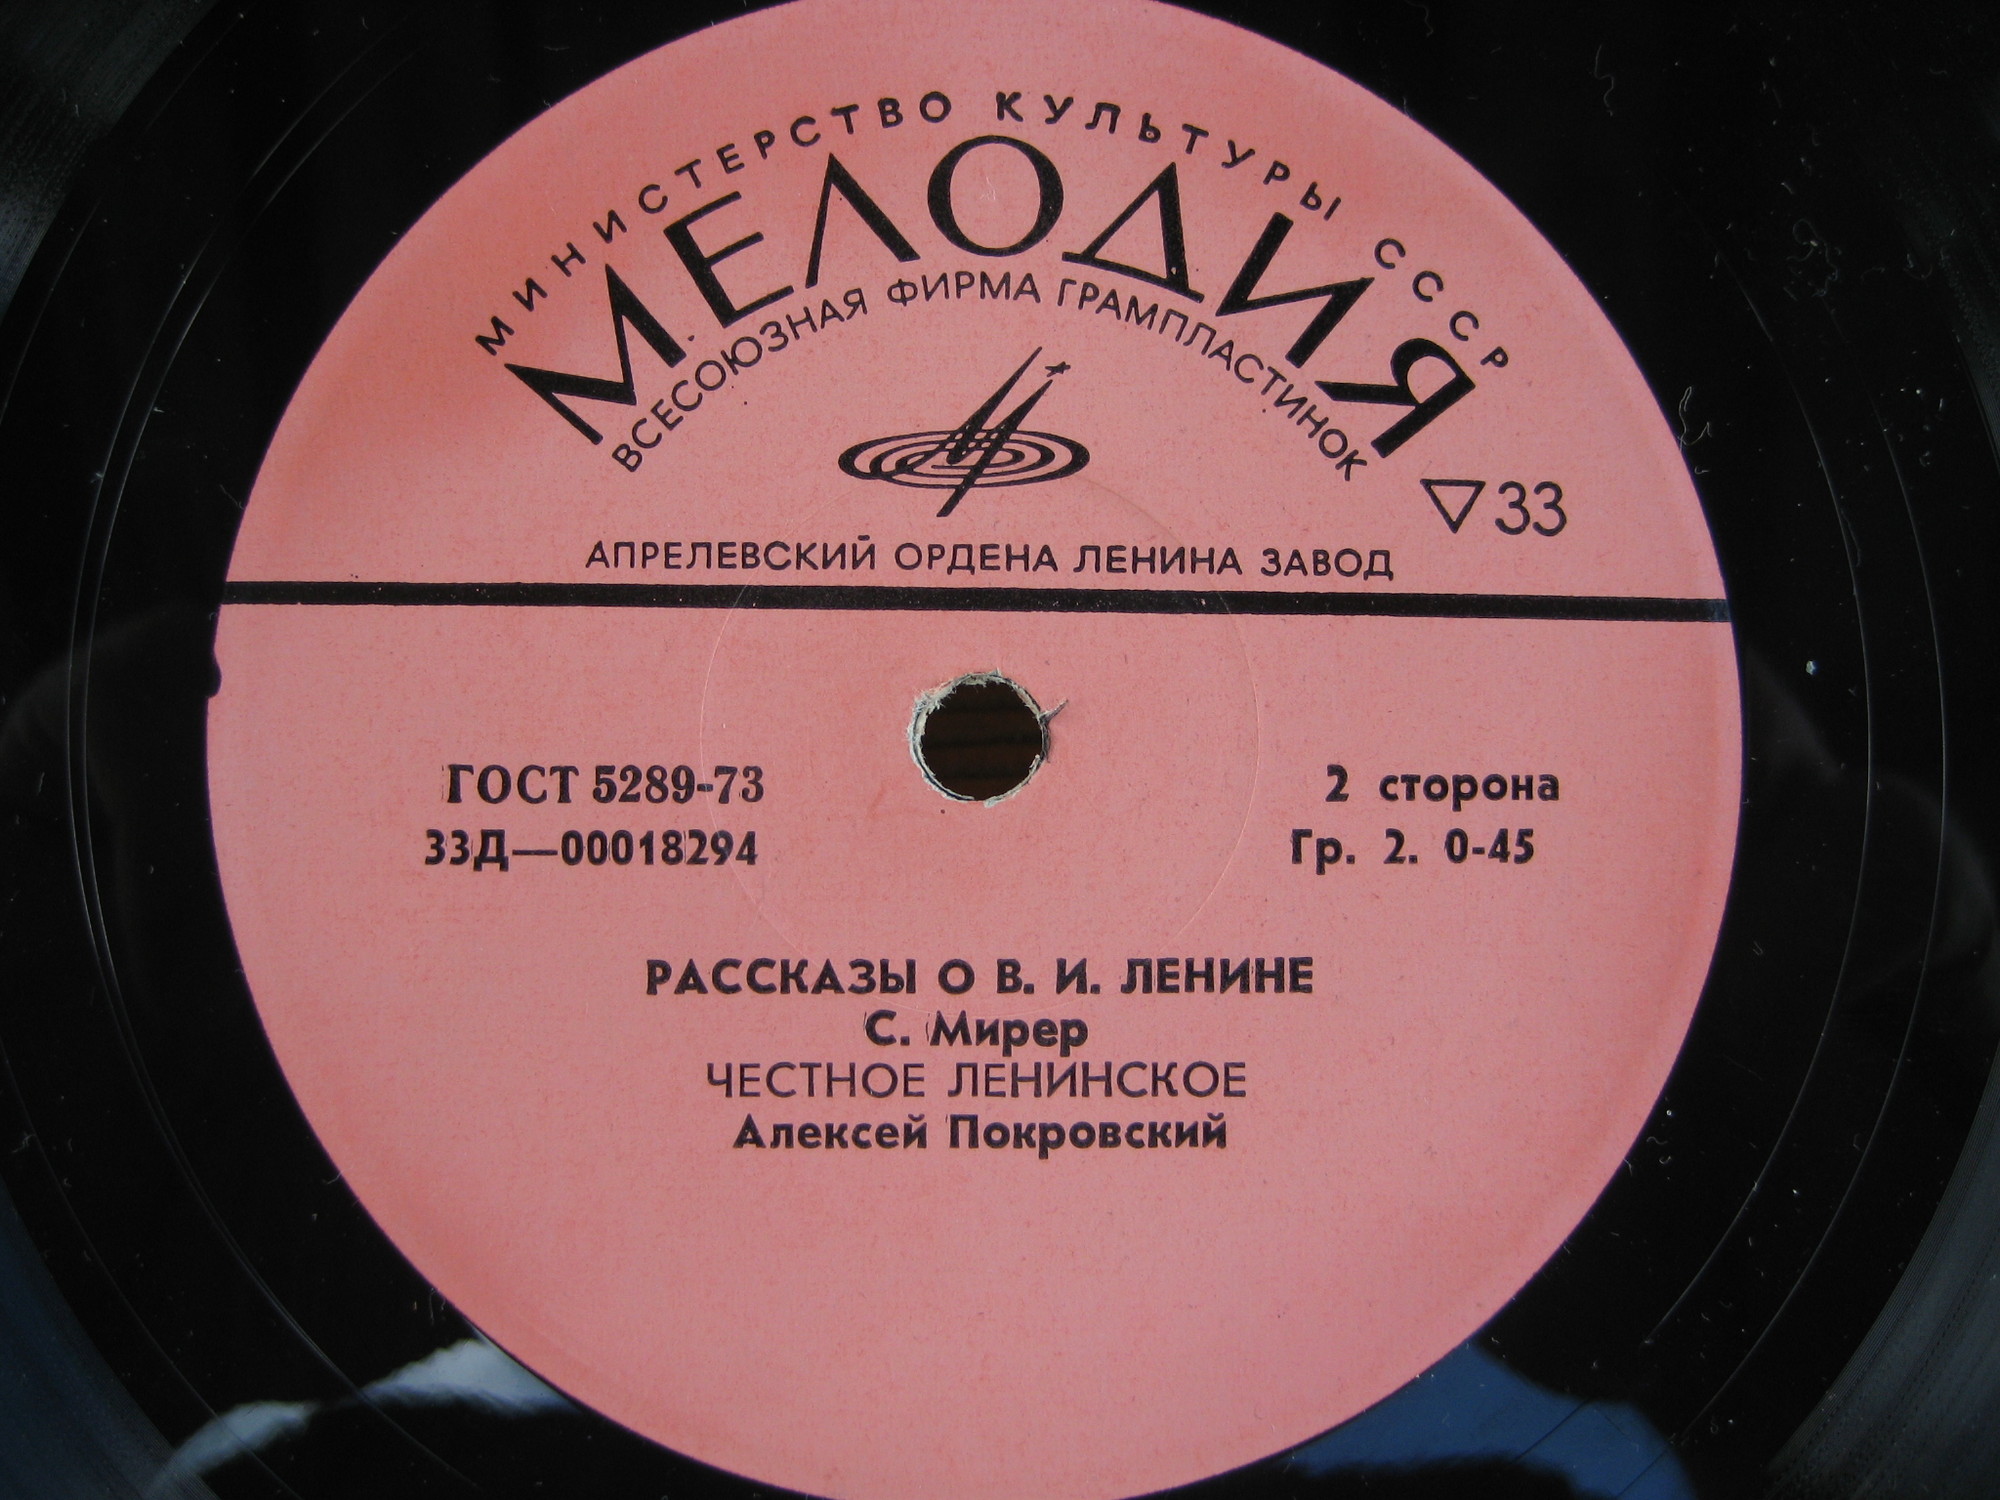 МИНИСТЕРСТВО КУЛЬТУРЫ СССР
МЕЛОДИЯ
ВСЕСОЮЗНАЯ ФИРМА ГРАМПЛАСТИНОК
▽33
АПРЕЛЕВСКИЙ ОРДЕНА ЛЕНИНА ЗАВОД
ГОСТ 5289-73
2 сторона
33Д—00018294
Гр. 2. 0-45
РАССКАЗЫ О В. И. ЛЕНИНЕ
С. Мирер
ЧЕСТНОЕ ЛЕНИНСКОЕ
Алексей Покровский